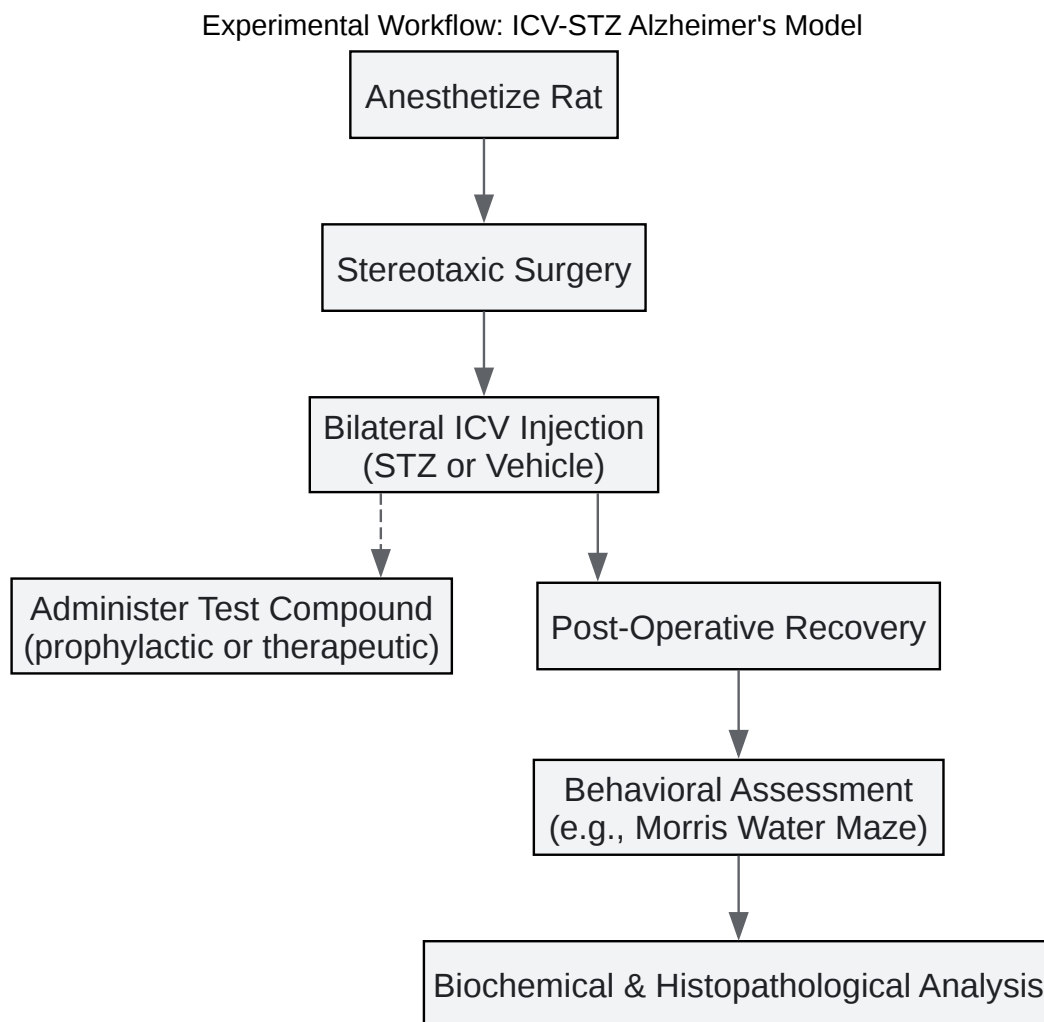 Experimental Workflow: ICV-STZ Alzheimer's Model
Anesthetize Rat
Stereotaxic Surgery
Bilateral ICV Injection
(STZ or Vehicle)
Administer Test Compound
(prophylactic or therapeutic)
Post-Operative Recovery
Behavioral Assessment
(e.g., Morris Water Maze)
Biochemical & Histopathological Analysis